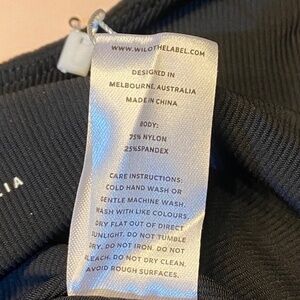 WWW.WILOTHELABEL.COM
DESIGNED IN
MELBOURNE, AUSTRALIA
MADE IN CHINA
BODY:
75% NYLON
25%SPANDEX
CARE INSTRUCTIONS:
COLD HAND WASH OR
GENTLE MACHINE WASH.
WASH WITH LIKE COLOURS.
DRY FLAT OUT OF DIRECT
SUNLIGHT. DO NOT TUMBLE
DRY. DO NOT IRON. DO NOT
BLEACH. DO NOT DRY CLEAN.
AVOID ROUGH SURFACES.
LIA